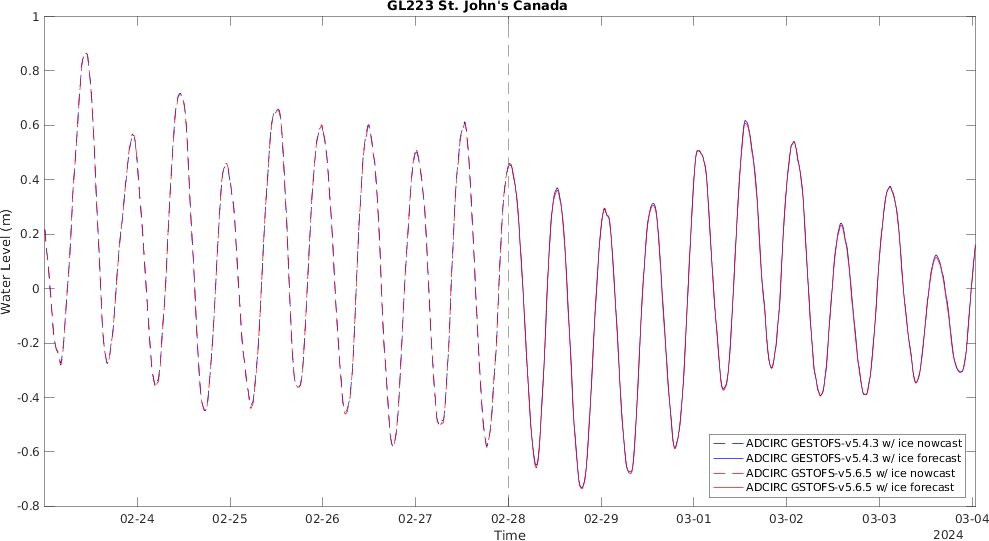 GL223 St. John's Canada
1
0.8
0.6
0.4
0.2
0
-0.2
-0.4
-0.6
-0.8
Water Level (m)
ADCIRC GESTOFS-v5.4.3 w/ ice nowcast
ADCIRC GESTOFS-v5.4.3 w/ ice forecast
ADCIRC GSTOFS-v5.6.5 w/ ice nowcast
ADCIRC GSTOFS-v5.6.5 w/ ice forecast
02-24 02-25 02-26 02-27 02-28 02-29 03-01 03-02 03-03 03-04
Time
2024